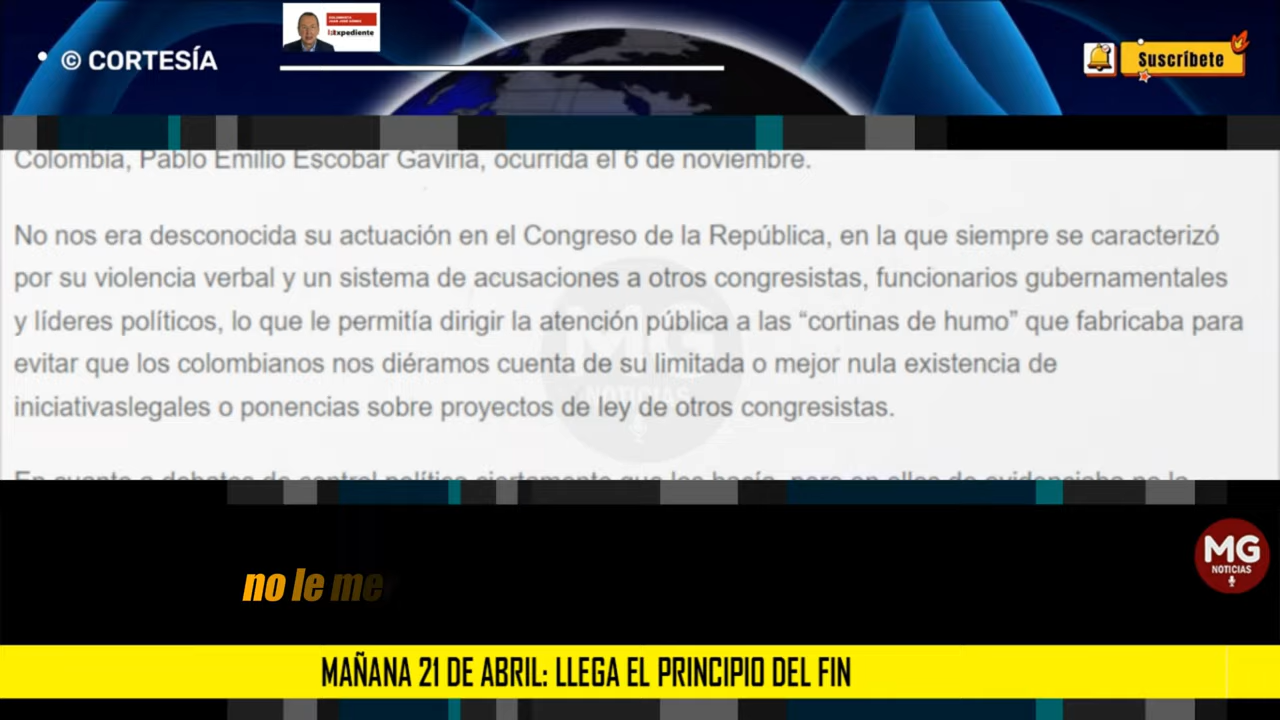 © CORTESÍA
Expediente
Suscríbete
Colombia, Pablo Emilio Escobar Gaviria, ocurrida el 6 de noviembre.
No nos era desconocida su actuación en el Congreso de la República, en la que siempre se caracterizó
por su violencia verbal y un sistema de acusaciones a otros congresistas, funcionarios gubernamentales
y líderes políticos, lo que le permitía dirigir la atención pública a las “cortinas de humo” que fabricaba para
evitar que los colombianos nos diéramos cuenta de su limitada o mejor nula existencia de
iniciativaslegales o ponencias sobre proyectos de ley de otros congresistas.
MG
NOTICIAS
no le me
MG
NOTICIAS
MAÑANA 21 DE ABRIL: LLEGA EL PRINCIPIO DEL FIN